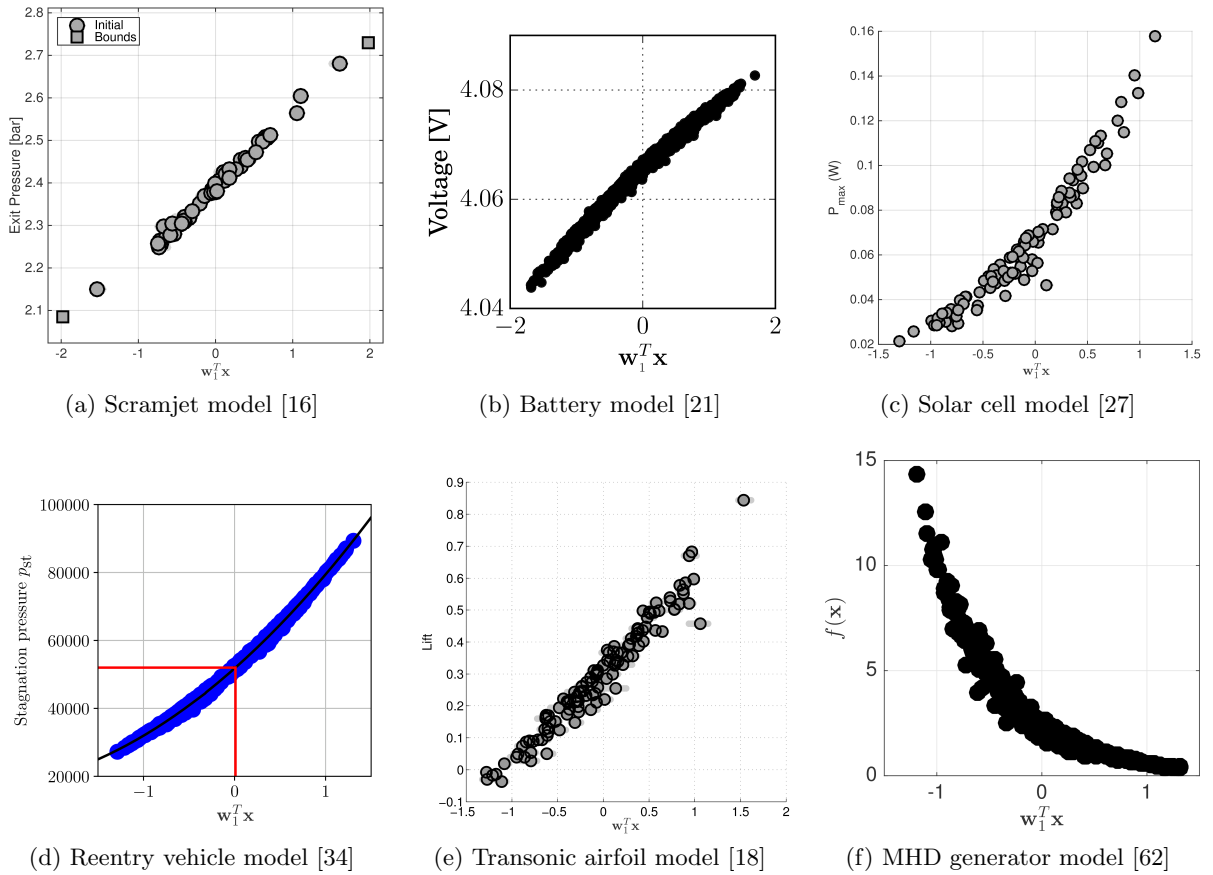 2.8
2.7
2.6
2.5
2.4
2.3
2.2
2.1
Exit Pressure [bar]
Initial
Bounds
-2 -1 0 1 2
w₁ᵀx
(a) Scramjet model [16]
4.08
4.06
4.04
Voltage [V]
−2 0 2
w₁ᵀx
(b) Battery model [21]
0.16
0.14
0.12
0.1
0.08
0.06
0.04
0.02
P_max (W)
-1.5 -1 -0.5 0 0.5 1 1.5
w₁ᵀx
(c) Solar cell model [27]
100000
80000
60000
40000
20000
Stagnation pressure p_st
−1 0 1
w₁ᵀx
(d) Reentry vehicle model [34]
0.9
0.8
0.7
0.6
0.5
0.4
0.3
0.2
0.1
0
−0.1
Lift
−1.5 −1 −0.5 0 0.5 1 1.5 2
w₁ᵀx
(e) Transonic airfoil model [18]
15
10
5
0
f(x)
-1 0 1
w₁ᵀx
(f) MHD generator model [62]